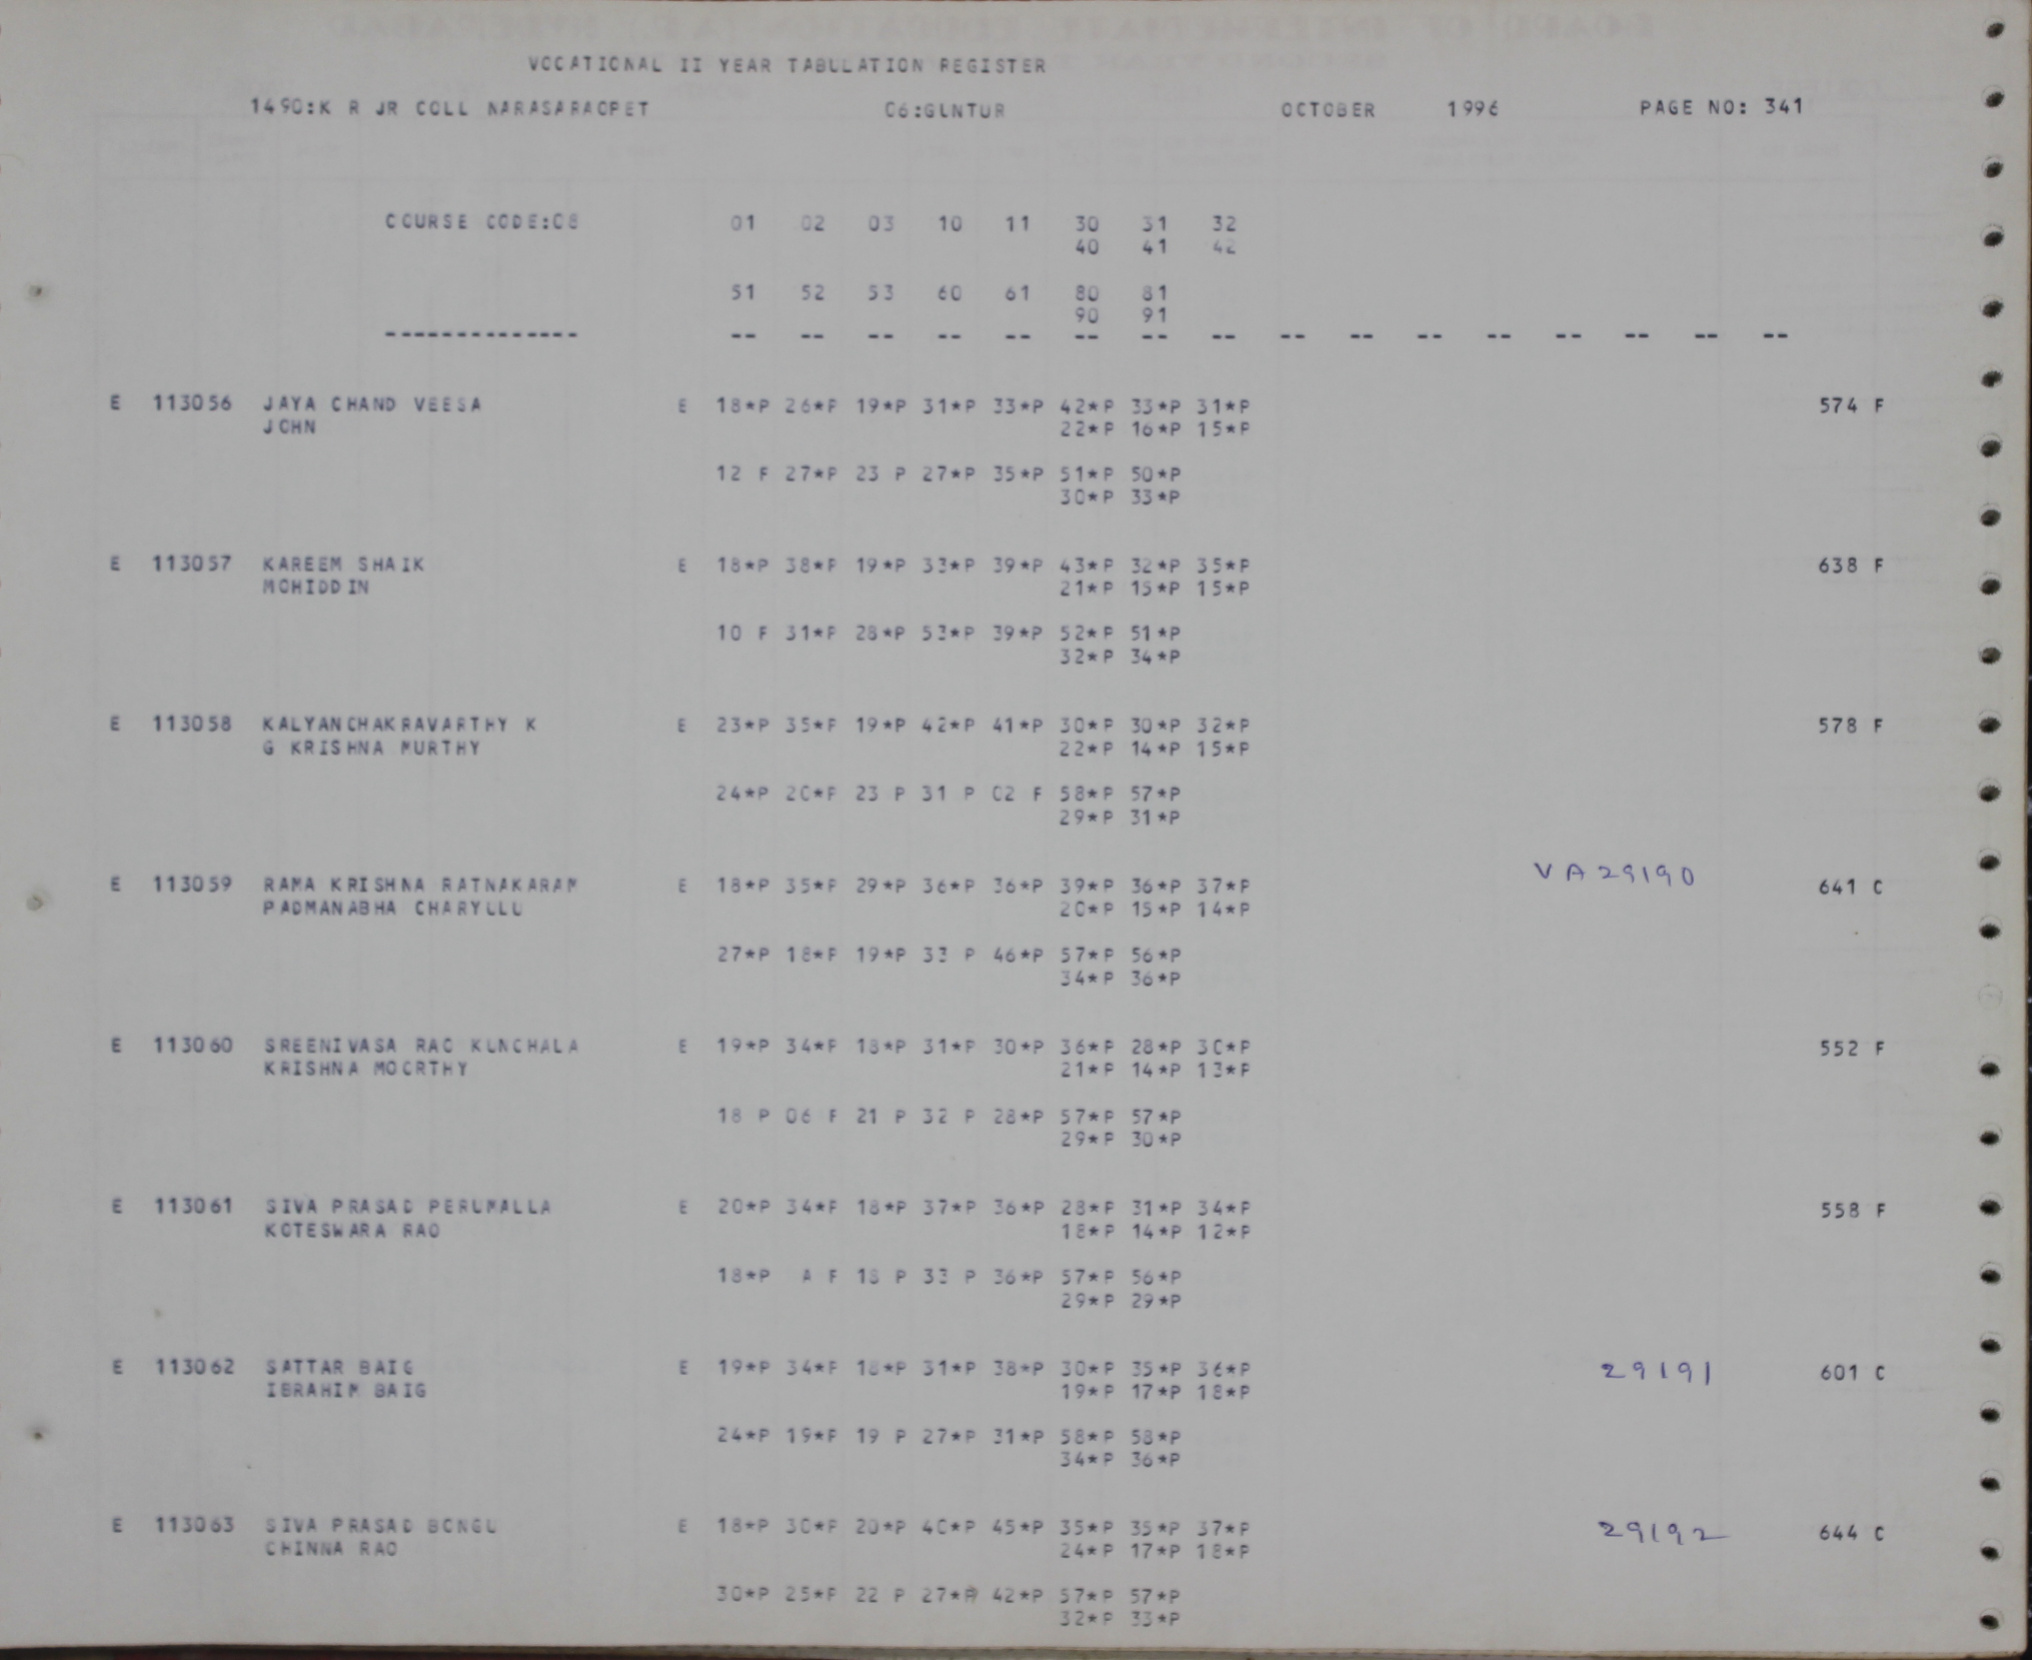 VOCATIONAL II YEAR TABULATION REGISTER
1490:K R JR COLL NARASARAOPET C6:GUNTUR OCTOBER 1996 PAGE NO: 341
COURSE CODE:08 01 02 03 10 11 30 31 32
40 41 42
51 52 53 60 61 80 81
90 91
-------------- -- -- -- -- -- -- -- -- -- -- -- -- -- -- -- --
E 113056 JAYA CHAND VEESA E 18*P 26*P 19*P 31*P 33*P 42*P 33*P 31*P 574 F
JOHN 22*P 16*P 15*P
12 F 27*P 23 P 27*P 35*P 51*P 50*P
30*P 33*P
E 113057 KAREEM SHAIK E 18*P 38*P 19*P 33*P 39*P 43*P 32*P 35*P 638 F
MOHIDDIN 21*P 15*P 15*P
10 F 31*P 28*P 53*P 39*P 52*P 51*P
32*P 34*P
E 113058 KALYANCHAKRAVARTHY K E 23*P 35*P 19*P 42*P 41*P 30*P 30*P 32*P 578 F
G KRISHNA MURTHY 22*P 14*P 15*P
24*P 20*P 23 P 31 P 02 F 58*P 57*P
29*P 31*P
VA29190
E 113059 RAMA KRISHNA RATNAKARAM E 18*P 35*P 29*P 36*P 36*P 39*P 36*P 37*P 641 C
PADMANABHA CHARYLLU 20*P 15*P 14*P
27*P 18*P 19*P 33 P 46*P 57*P 56*P
34*P 36*P
E 113060 SREENIVASA RAO KUNCHALA E 19*P 34*P 18*P 31*P 30*P 36*P 28*P 30*P 552 F
KRISHNA MOORTHY 21*P 14*P 13*P
18 P 06 F 21 P 32 P 28*P 57*P 57*P
29*P 30*P
E 113061 SIVA PRASAD PERUMALLA E 20*P 34*P 18*P 37*P 36*P 28*P 31*P 34*P 558 F
KOTESWARA RAO 18*P 14*P 12*P
18*P A F 18 P 33 P 36*P 57*P 56*P
29*P 29*P
E 113062 SATTAR BAIG E 19*P 34*P 18*P 31*P 38*P 30*P 35*P 36*P 29191 601 C
IBRAHIM BAIG 19*P 17*P 18*P
24*P 19*P 19 P 27*P 31*P 58*P 58*P
34*P 36*P
E 113063 SIVA PRASAD BONGU E 18*P 30*P 20*P 40*P 45*P 35*P 35*P 37*P 29192 644 C
CHINNA RAO 24*P 17*P 18*P
30*P 25*P 22 P 27*P 42*P 57*P 57*P
32*P 33*P